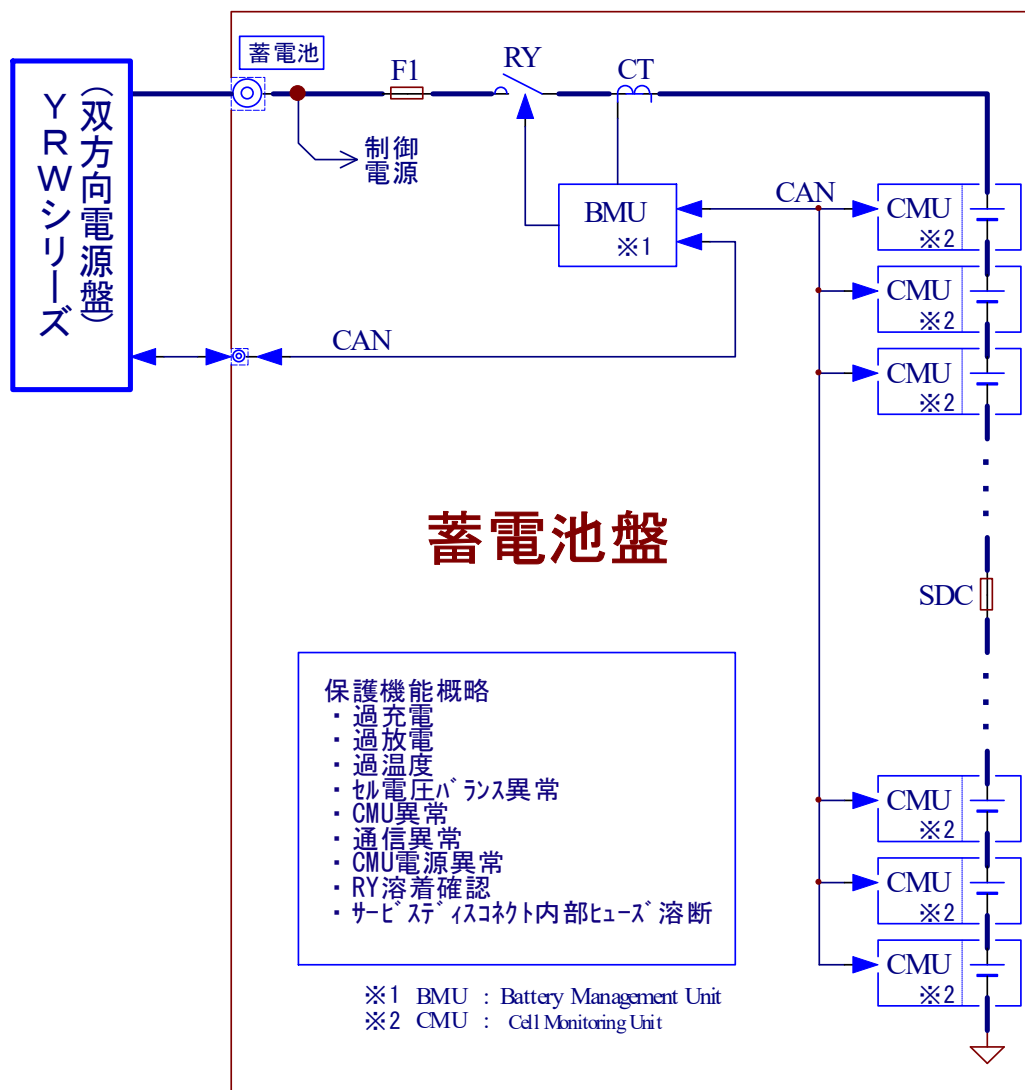 蓄電池
F1
RY
CT
(双方向電源盤)
YRWシリーズ
制御
電源
BMU
※1
CAN
CMU
※2
CMU
※2
CMU
※2
CAN
蓄電池盤
SDC
保護機能概略
・過充電
・過放電
・過温度
・ｾﾙ電圧ﾊﾞﾗﾝｽ異常
・CMU異常
・通信異常
・CMU電源異常
・RY溶着確認
・ｻｰﾋﾞｽﾃﾞｨｽｺﾈｸﾄ内部ﾋｭｰｽﾞ溶断
CMU
※2
CMU
※2
CMU
※2
※1 BMU : Battery Management Unit
※2 CMU : Cell Monitoring Unit